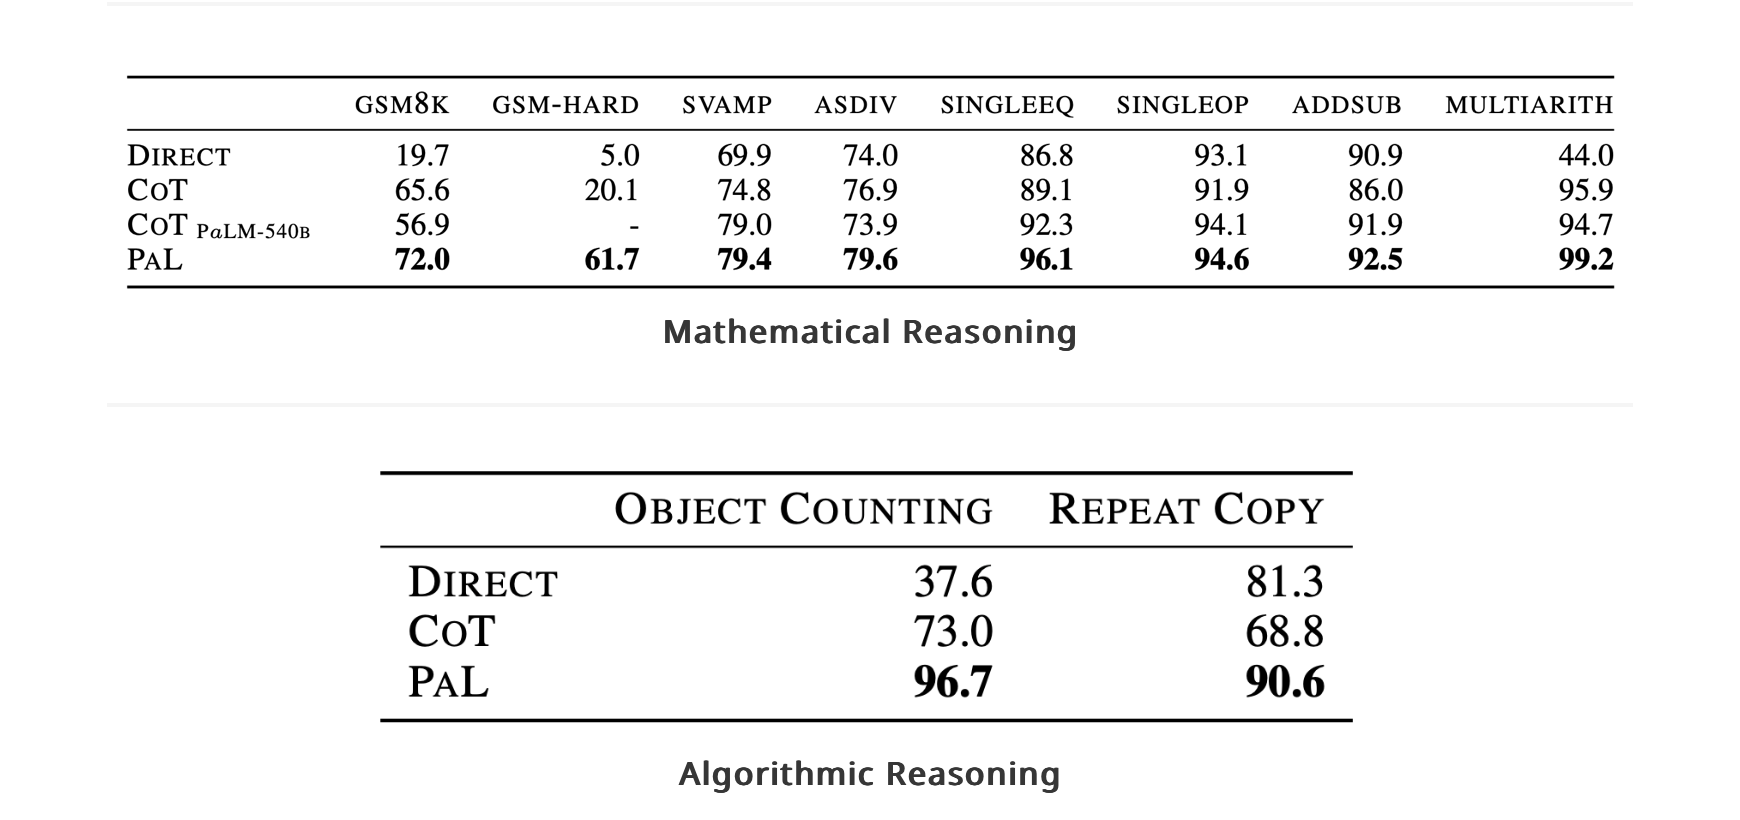 GSM8K GSM-HARD SVAMP ASDIV SINGLEEQ SINGLEOP ADDSUB MULTIARITH
DIRECT 19.7 5.0 69.9 74.0 86.8 93.1 90.9 44.0
COT 65.6 20.1 74.8 76.9 89.1 91.9 86.0 95.9
COT PaLM-540B 56.9 - 79.0 73.9 92.3 94.1 91.9 94.7
PAL 72.0 61.7 79.4 79.6 96.1 94.6 92.5 99.2
Mathematical Reasoning
OBJECT COUNTING REPEAT COPY
DIRECT 37.6 81.3
COT 73.0 68.8
PAL 96.7 90.6
Algorithmic Reasoning